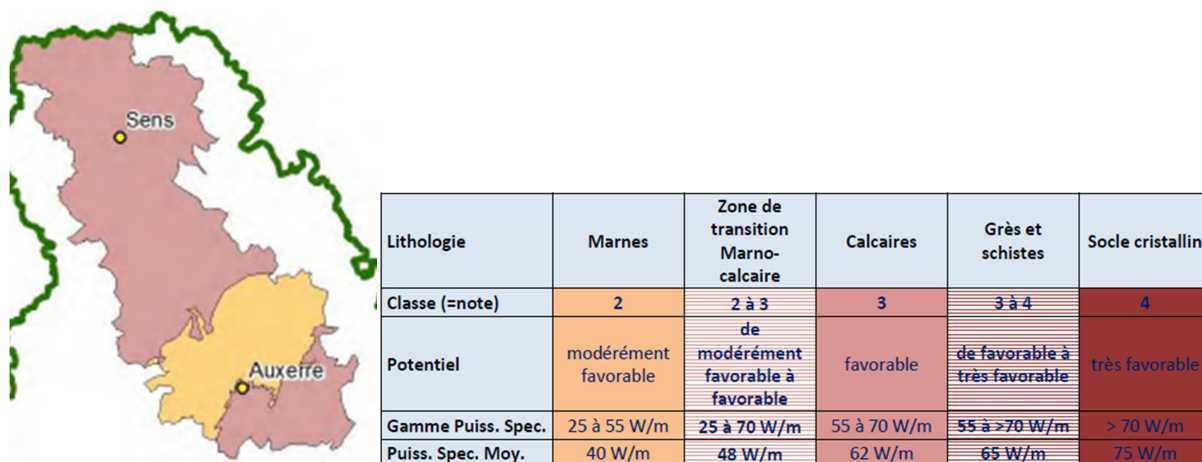 Sens
Auxerre
Lithologie
Marnes
Zone de
transition
Marno-
calcaire
Calcaires
Grès et
schistes
Socle cristallin
Classe (=note)
2
2 à 3
3
3 à 4
4
Potentiel
modérément
favorable
de
modérément
favorable à
favorable
favorable
de favorable à
très favorable
très favorable
Gamme Puiss. Spec.
25 à 55 W/m
25 à 70 W/m
55 à 70 W/m
55 à >70 W/m
> 70 W/m
Puiss. Spec. Moy.
40 W/m
48 W/m
62 W/m
65 W/m
75 W/m